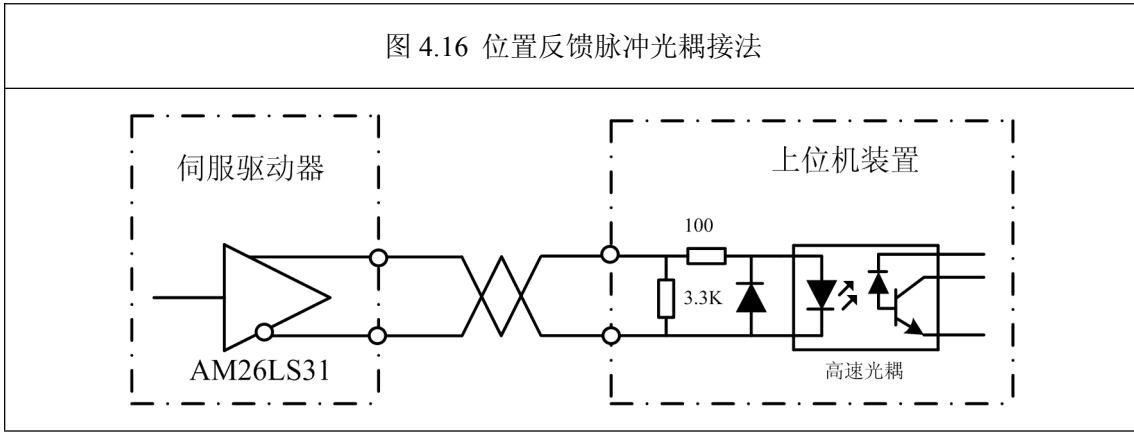 图 4.16 位置反馈脉冲光耦接法
伺服驱动器
上位机装置
100
3.3K
AM26LS31
高速光耦